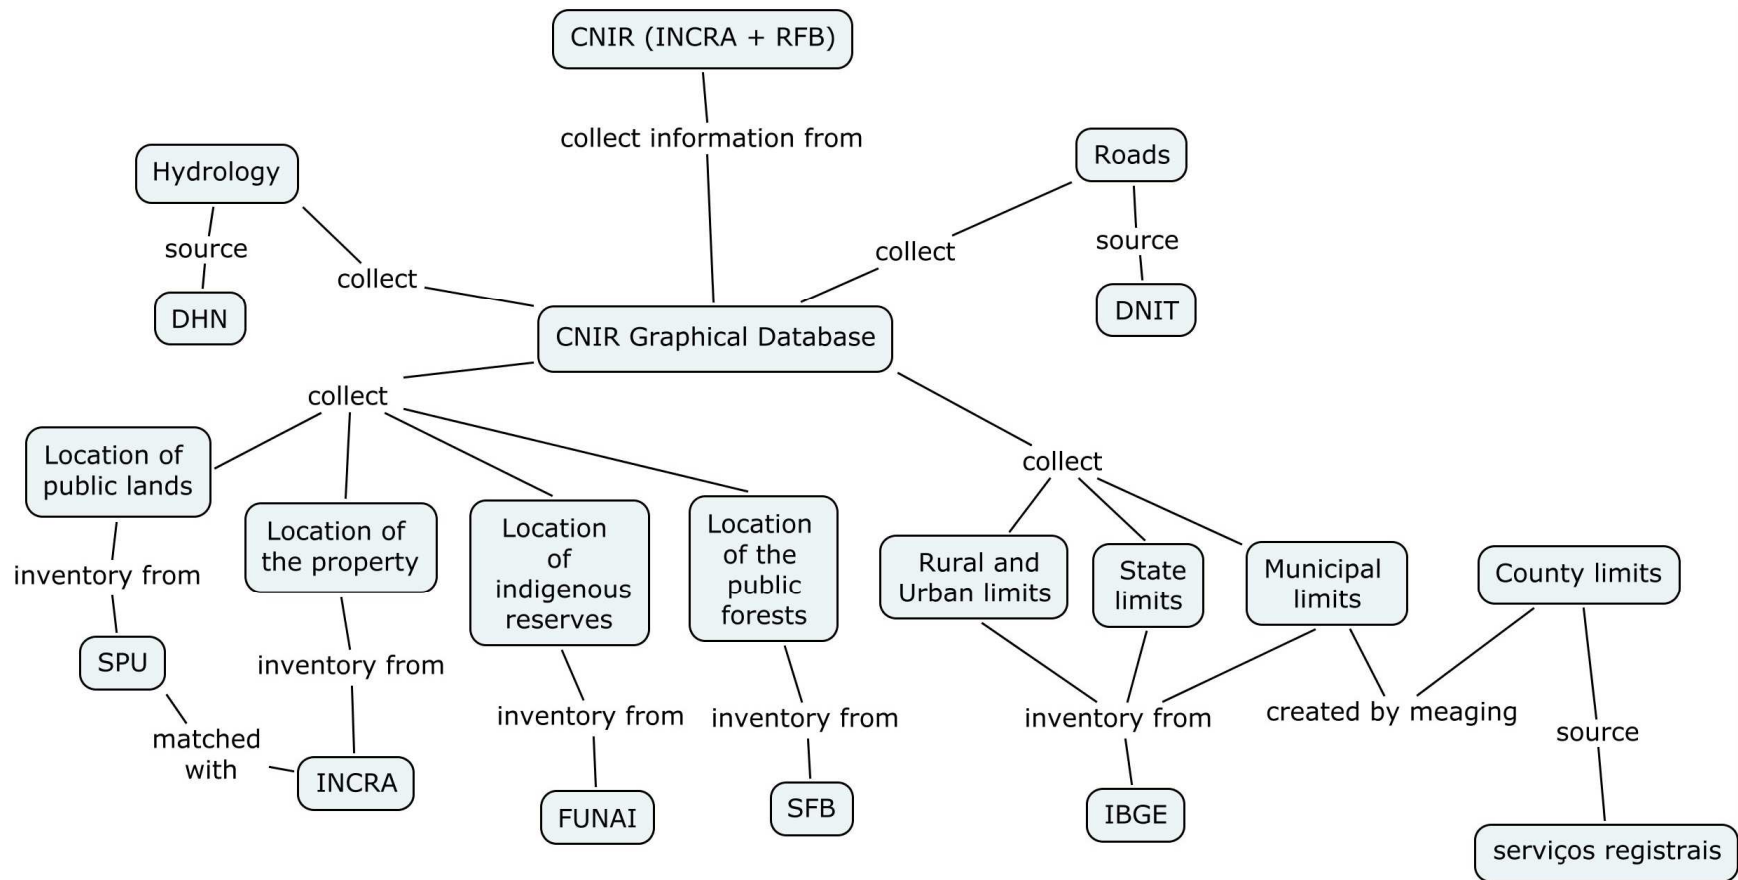 CNIR (INCRA + RFB)
collect information from
Hydrology
Roads
source
collect
collect
source
DHN
DNIT
CNIR Graphical Database
collect
Location of
public lands
collect
Location of
the property
Location
of
indigenous
reserves
Location
of the
public
forests
Rural and
Urban limits
State
limits
Municipal
limits
County limits
inventory from
SPU
inventory from
inventory from
inventory from
inventory from
created by meaging
source
matched
with
INCRA
FUNAI
SFB
IBGE
serviços registrais